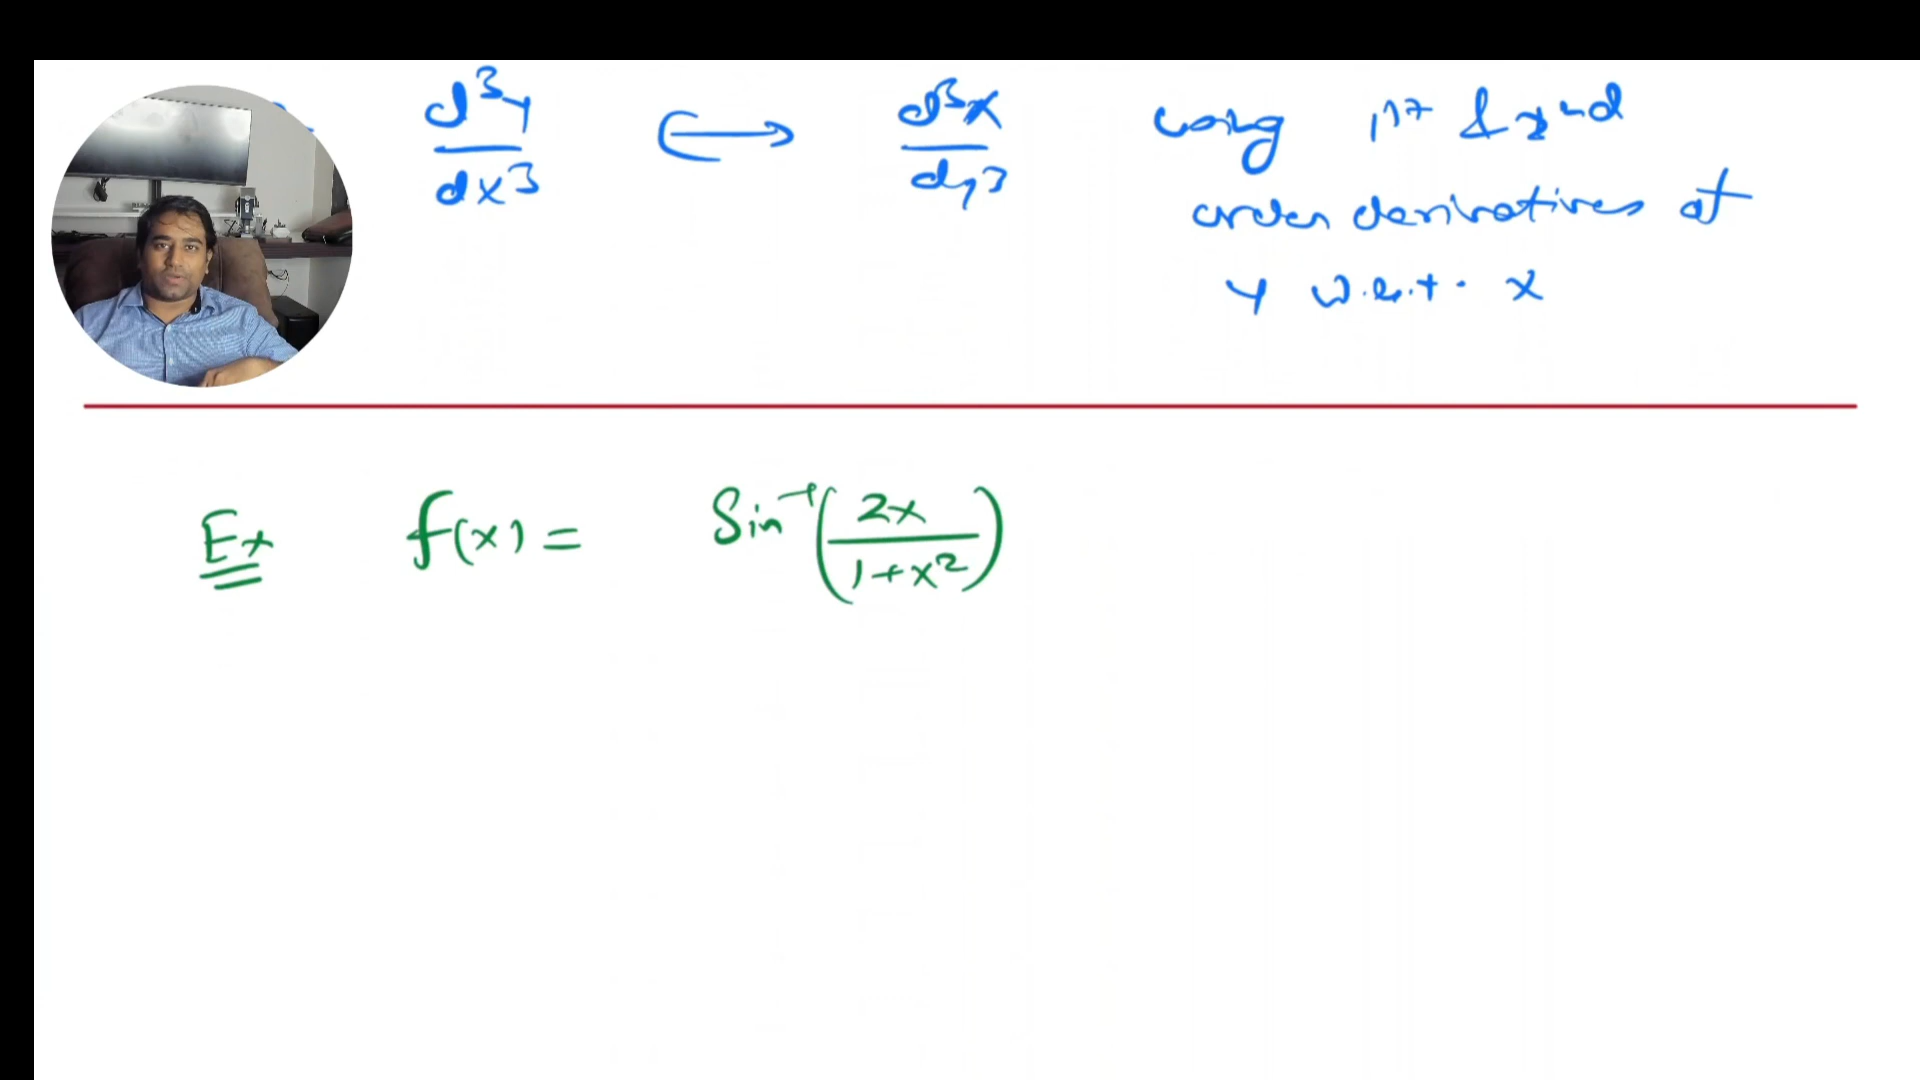 d³y/dx³ ⟷ d³x/dy³ using 1st & 2nd
order derivatives of
y w.r.t. x
Ex f(x) = Sin⁻¹(2x/(1+x²))